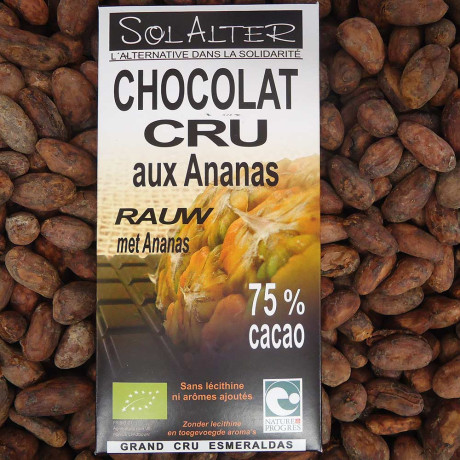 SOLALTER
L'ALTERNATIVE DANS LA SOLIDARITÉ
CHOCOLAT
CRU
aux Ananas
RAUW
met Ananas
75 %
cacao
Sans lécithine
ni arômes ajoutés
Zonder lecithine
en toegevoegde aroma's
NATURE &
PROGRES
GRAND CRU ESMERALDAS